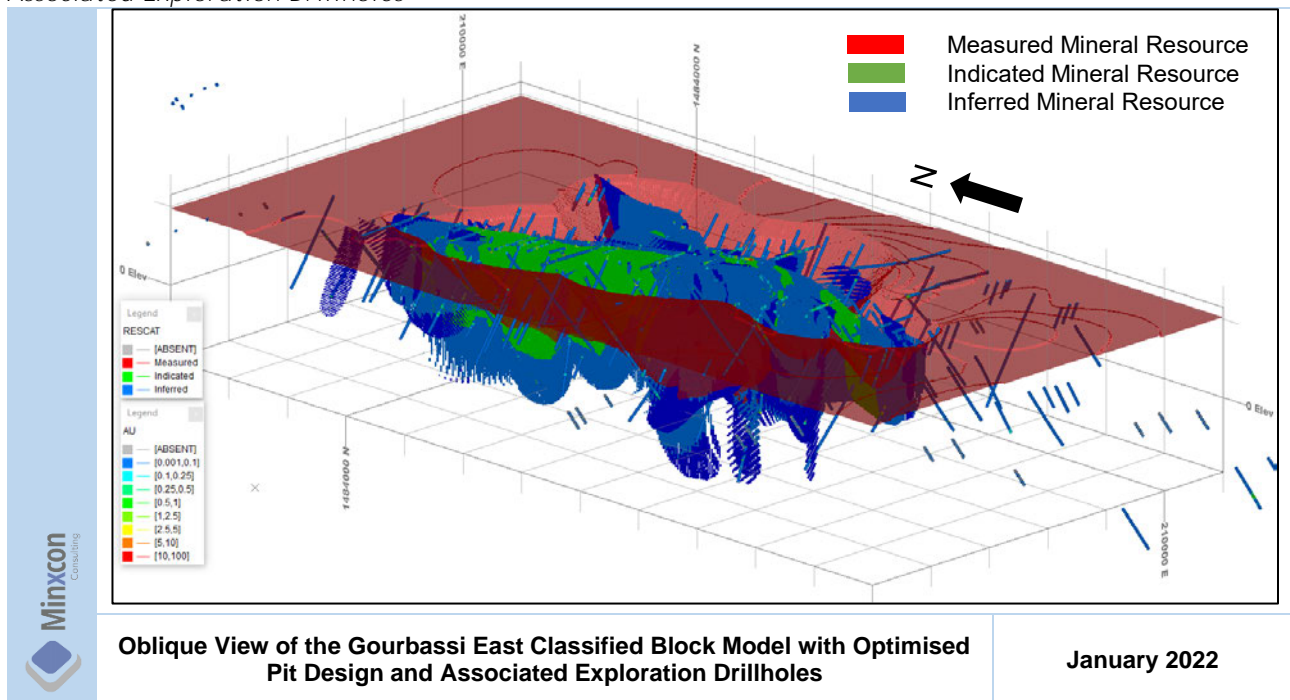 Associated Exploration Drillholes
210000 E
1484000 N
Measured Mineral Resource
Indicated Mineral Resource
Inferred Mineral Resource
N
0 Elev
Legend
RESCAT
[ABSENT]
Measured
Indicated
Inferred
Legend
AU
[ABSENT]
[0.001,0.1]
[0.1,0.25]
[0.25,0.5]
[0.5,1]
[1,2.5]
[2.5,5]
[5,10]
[10,100]
1484000 N
0 Elev
210000 E
Minxcon
Consulting
Oblique View of the Gourbassi East Classified Block Model with Optimised
Pit Design and Associated Exploration Drillholes
January 2022